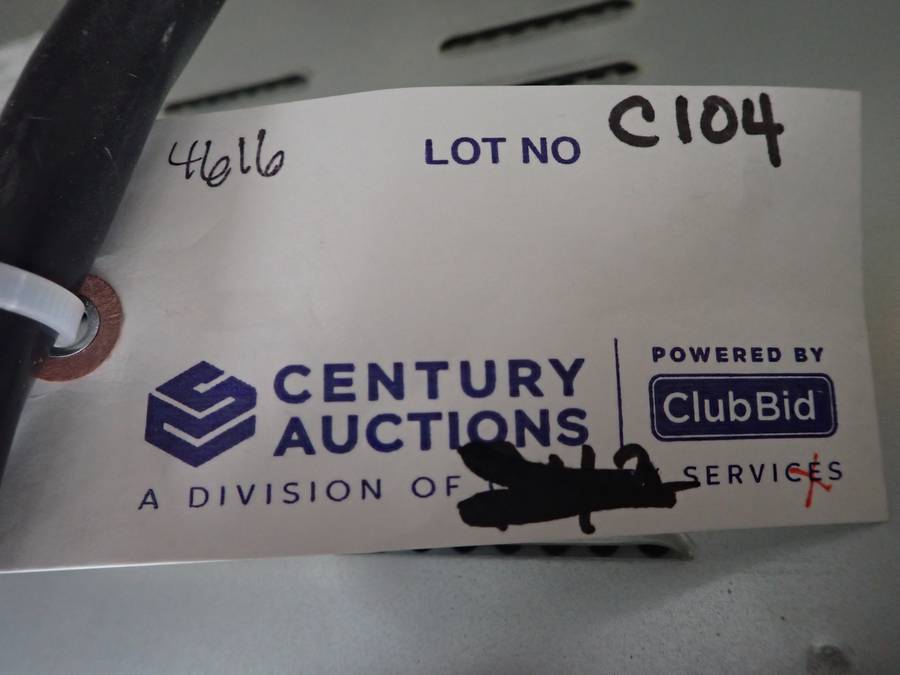 4616
LOT NO C104
CENTURY
AUCTIONS
A DIVISION OF
SERVICES
POWERED BY
ClubBid